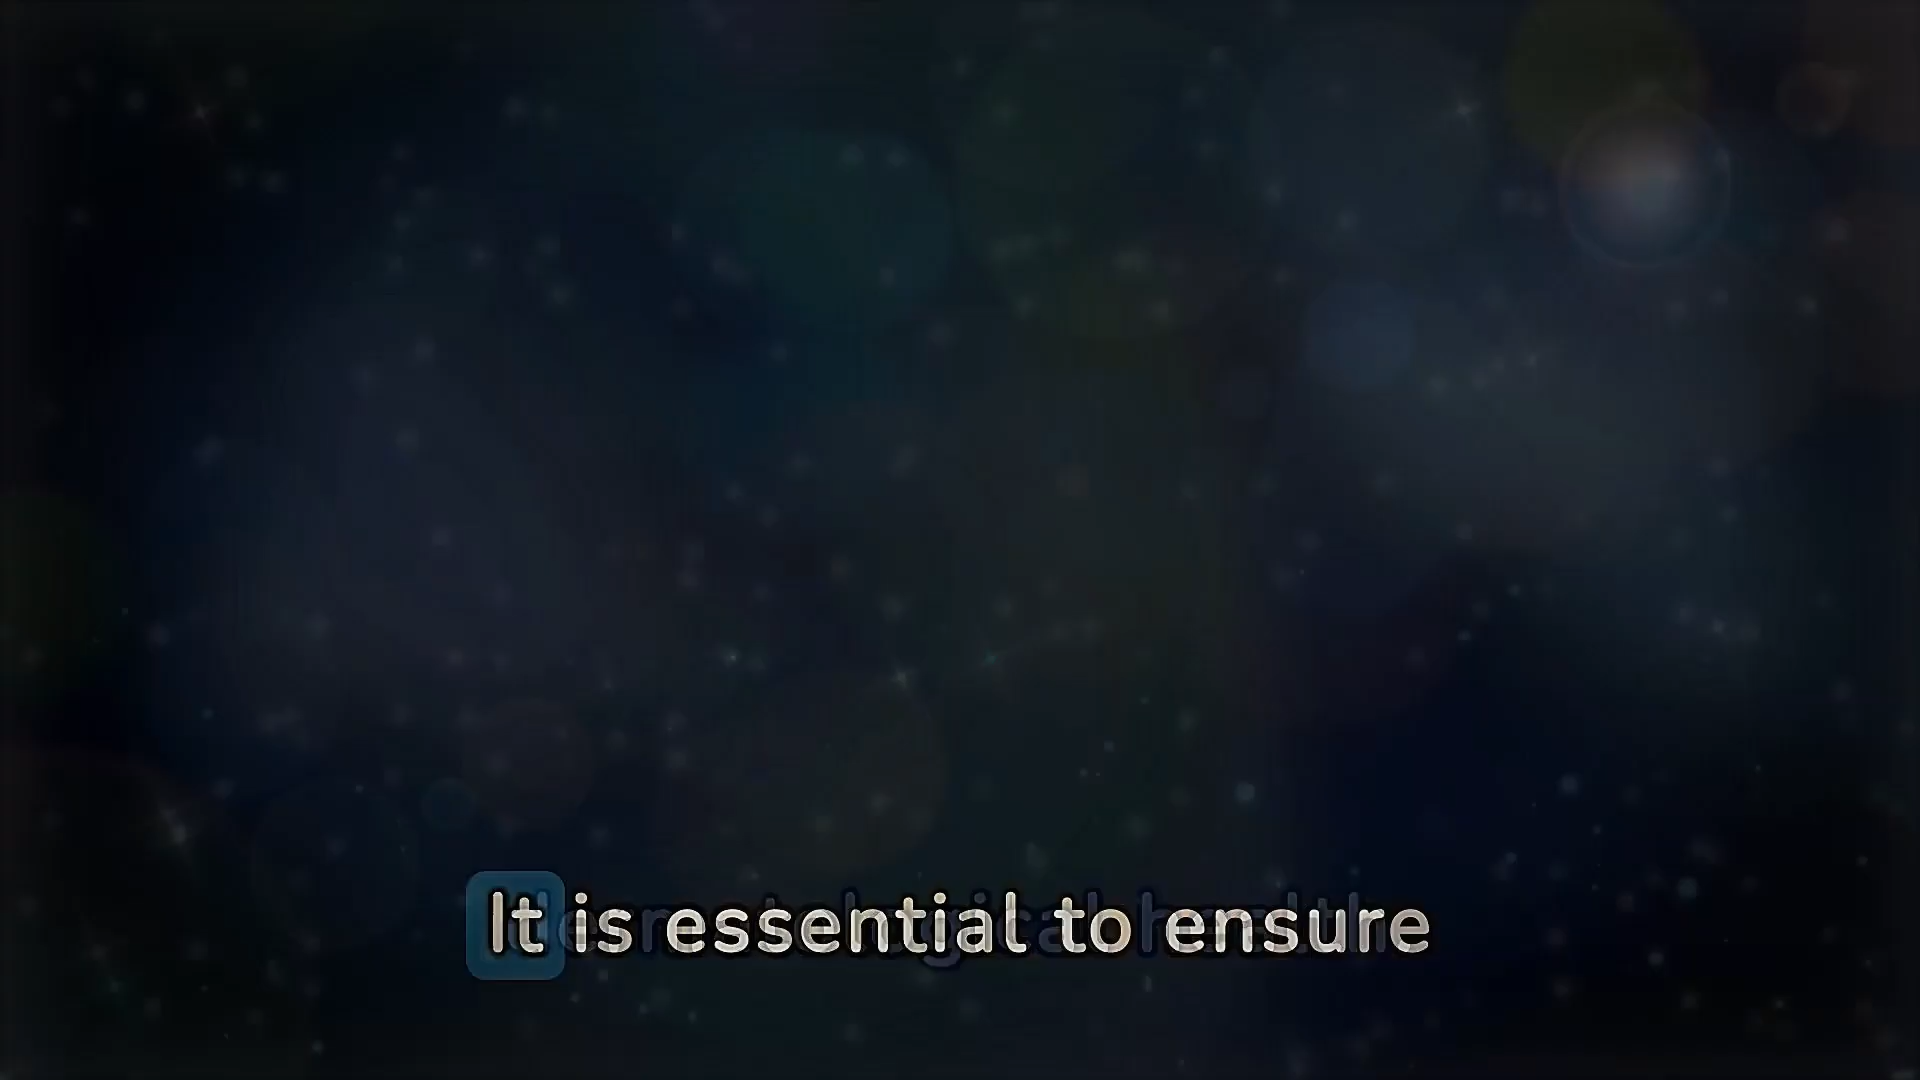 It is essential to ensure